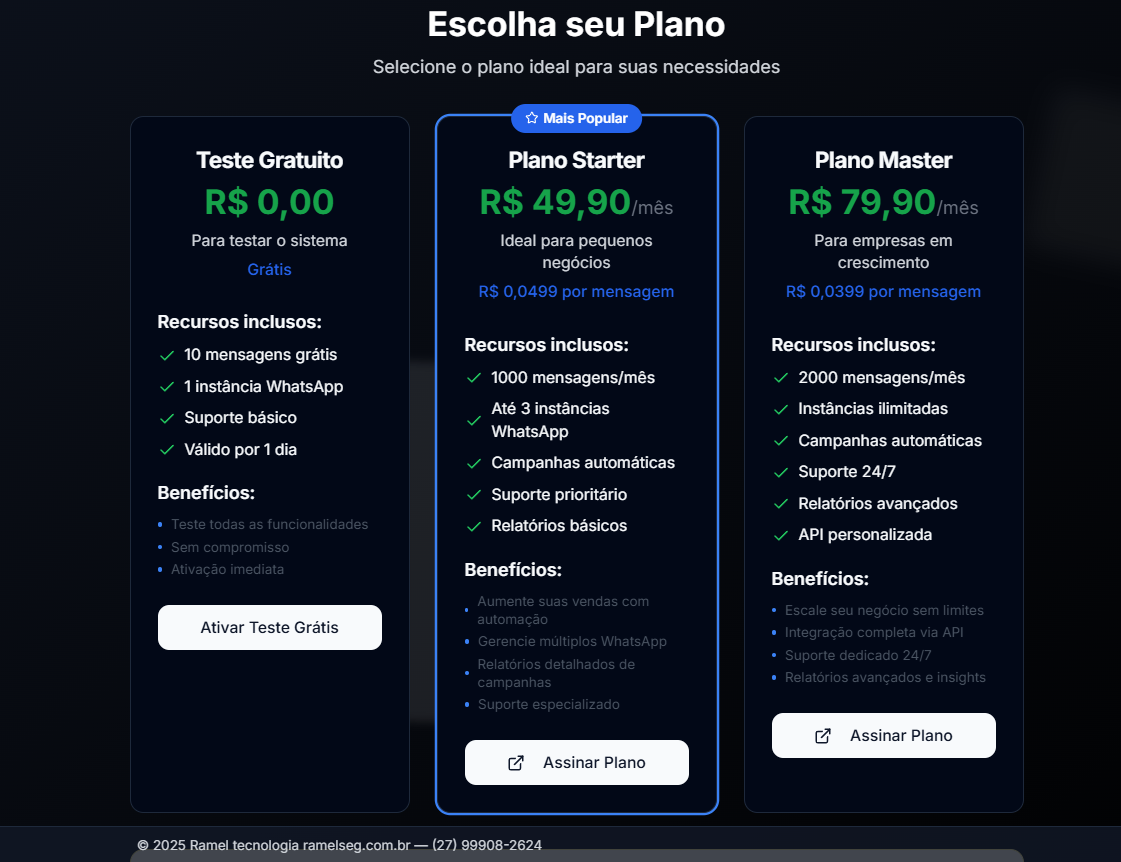 Escolha seu Plano
Selecione o plano ideal para suas necessidades
Teste Gratuito
R$ 0,00
Para testar o sistema
Grátis
Recursos inclusos:
10 mensagens grátis
1 instância WhatsApp
Suporte básico
Válido por 1 dia
Benefícios:
Teste todas as funcionalidades
Sem compromisso
Ativação imediata
Ativar Teste Grátis
Mais Popular
Plano Starter
R$ 49,90/mês
Ideal para pequenos
negócios
R$ 0,0499 por mensagem
Recursos inclusos:
1000 mensagens/mês
Até 3 instâncias
WhatsApp
Campanhas automáticas
Suporte prioritário
Relatórios básicos
Benefícios:
Aumente suas vendas com
automação
Gerencie múltiplos WhatsApp
Relatórios detalhados de
campanhas
Suporte especializado
Assinar Plano
Plano Master
R$ 79,90/mês
Para empresas em
crescimento
R$ 0,0399 por mensagem
Recursos inclusos:
2000 mensagens/mês
Instâncias ilimitadas
Campanhas automáticas
Suporte 24/7
Relatórios avançados
API personalizada
Benefícios:
Escale seu negócio sem limites
Integração completa via API
Suporte dedicado 24/7
Relatórios avançados e insights
Assinar Plano
© 2025 Ramel tecnologia ramelseg.com.br — (27) 99908-2624